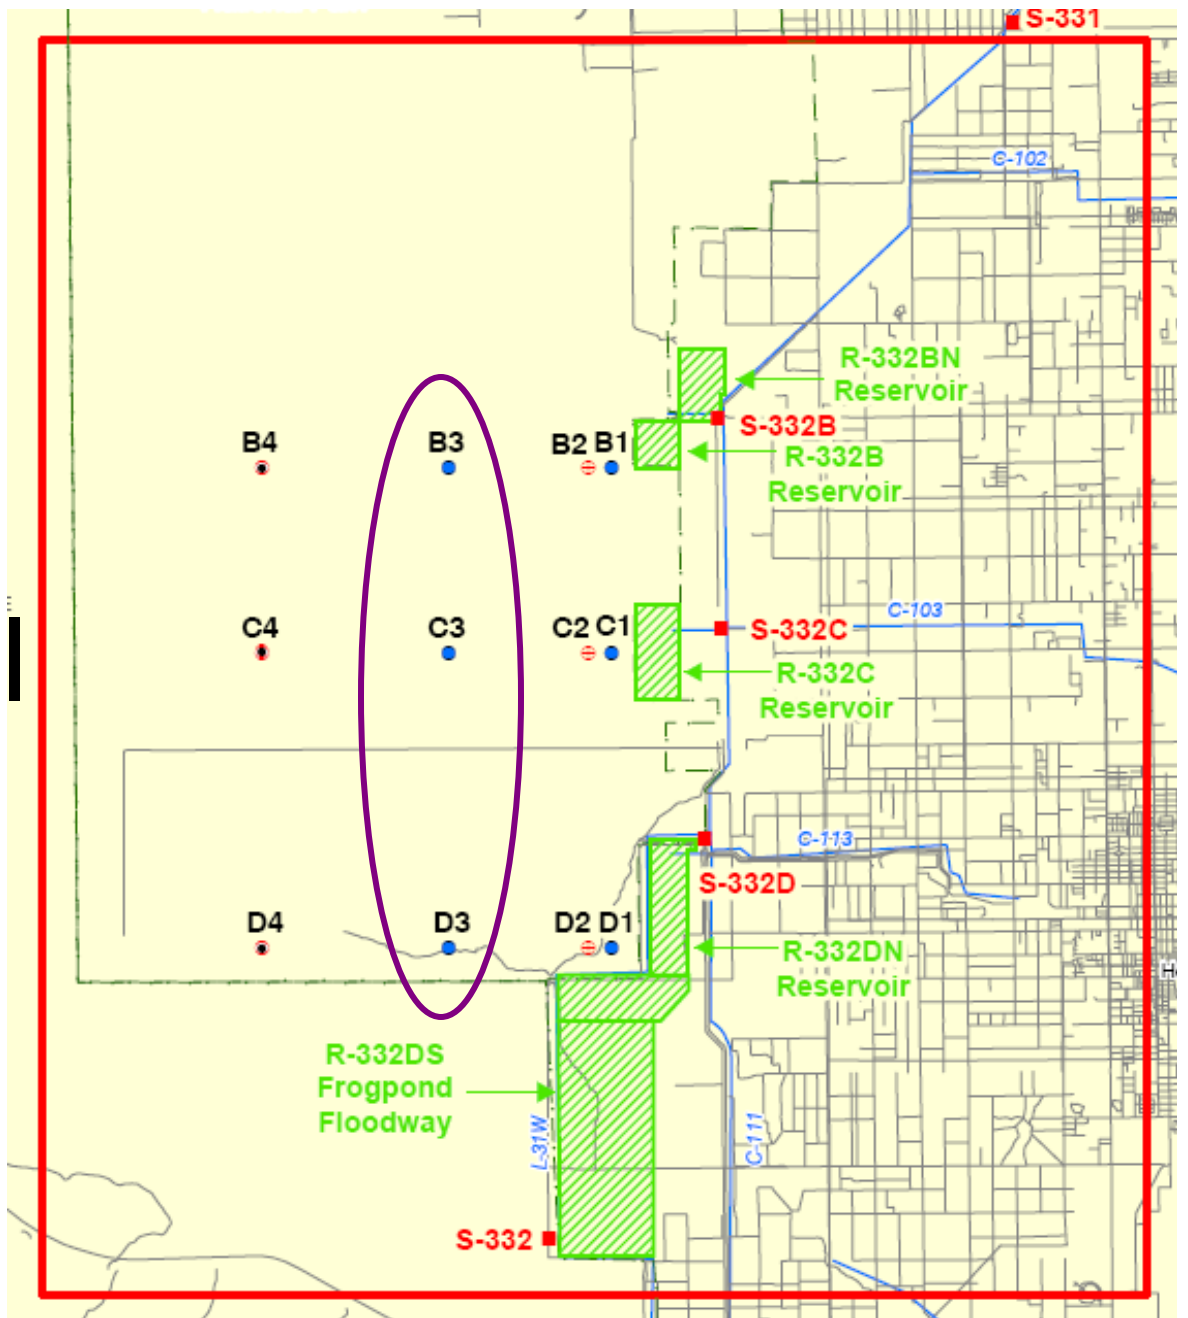 S-331
C-102
R-332BN
Reservoir
S-332B
B4
B3
B2
B1
R-332B
Reservoir
C-103
C4
C3
C2
C1
S-332C
R-332C
Reservoir
C-113
S-332D
D4
D3
D2
D1
R-332DN
Reservoir
R-332DS
Frogpond
Floodway
L-31W
C-111
S-332